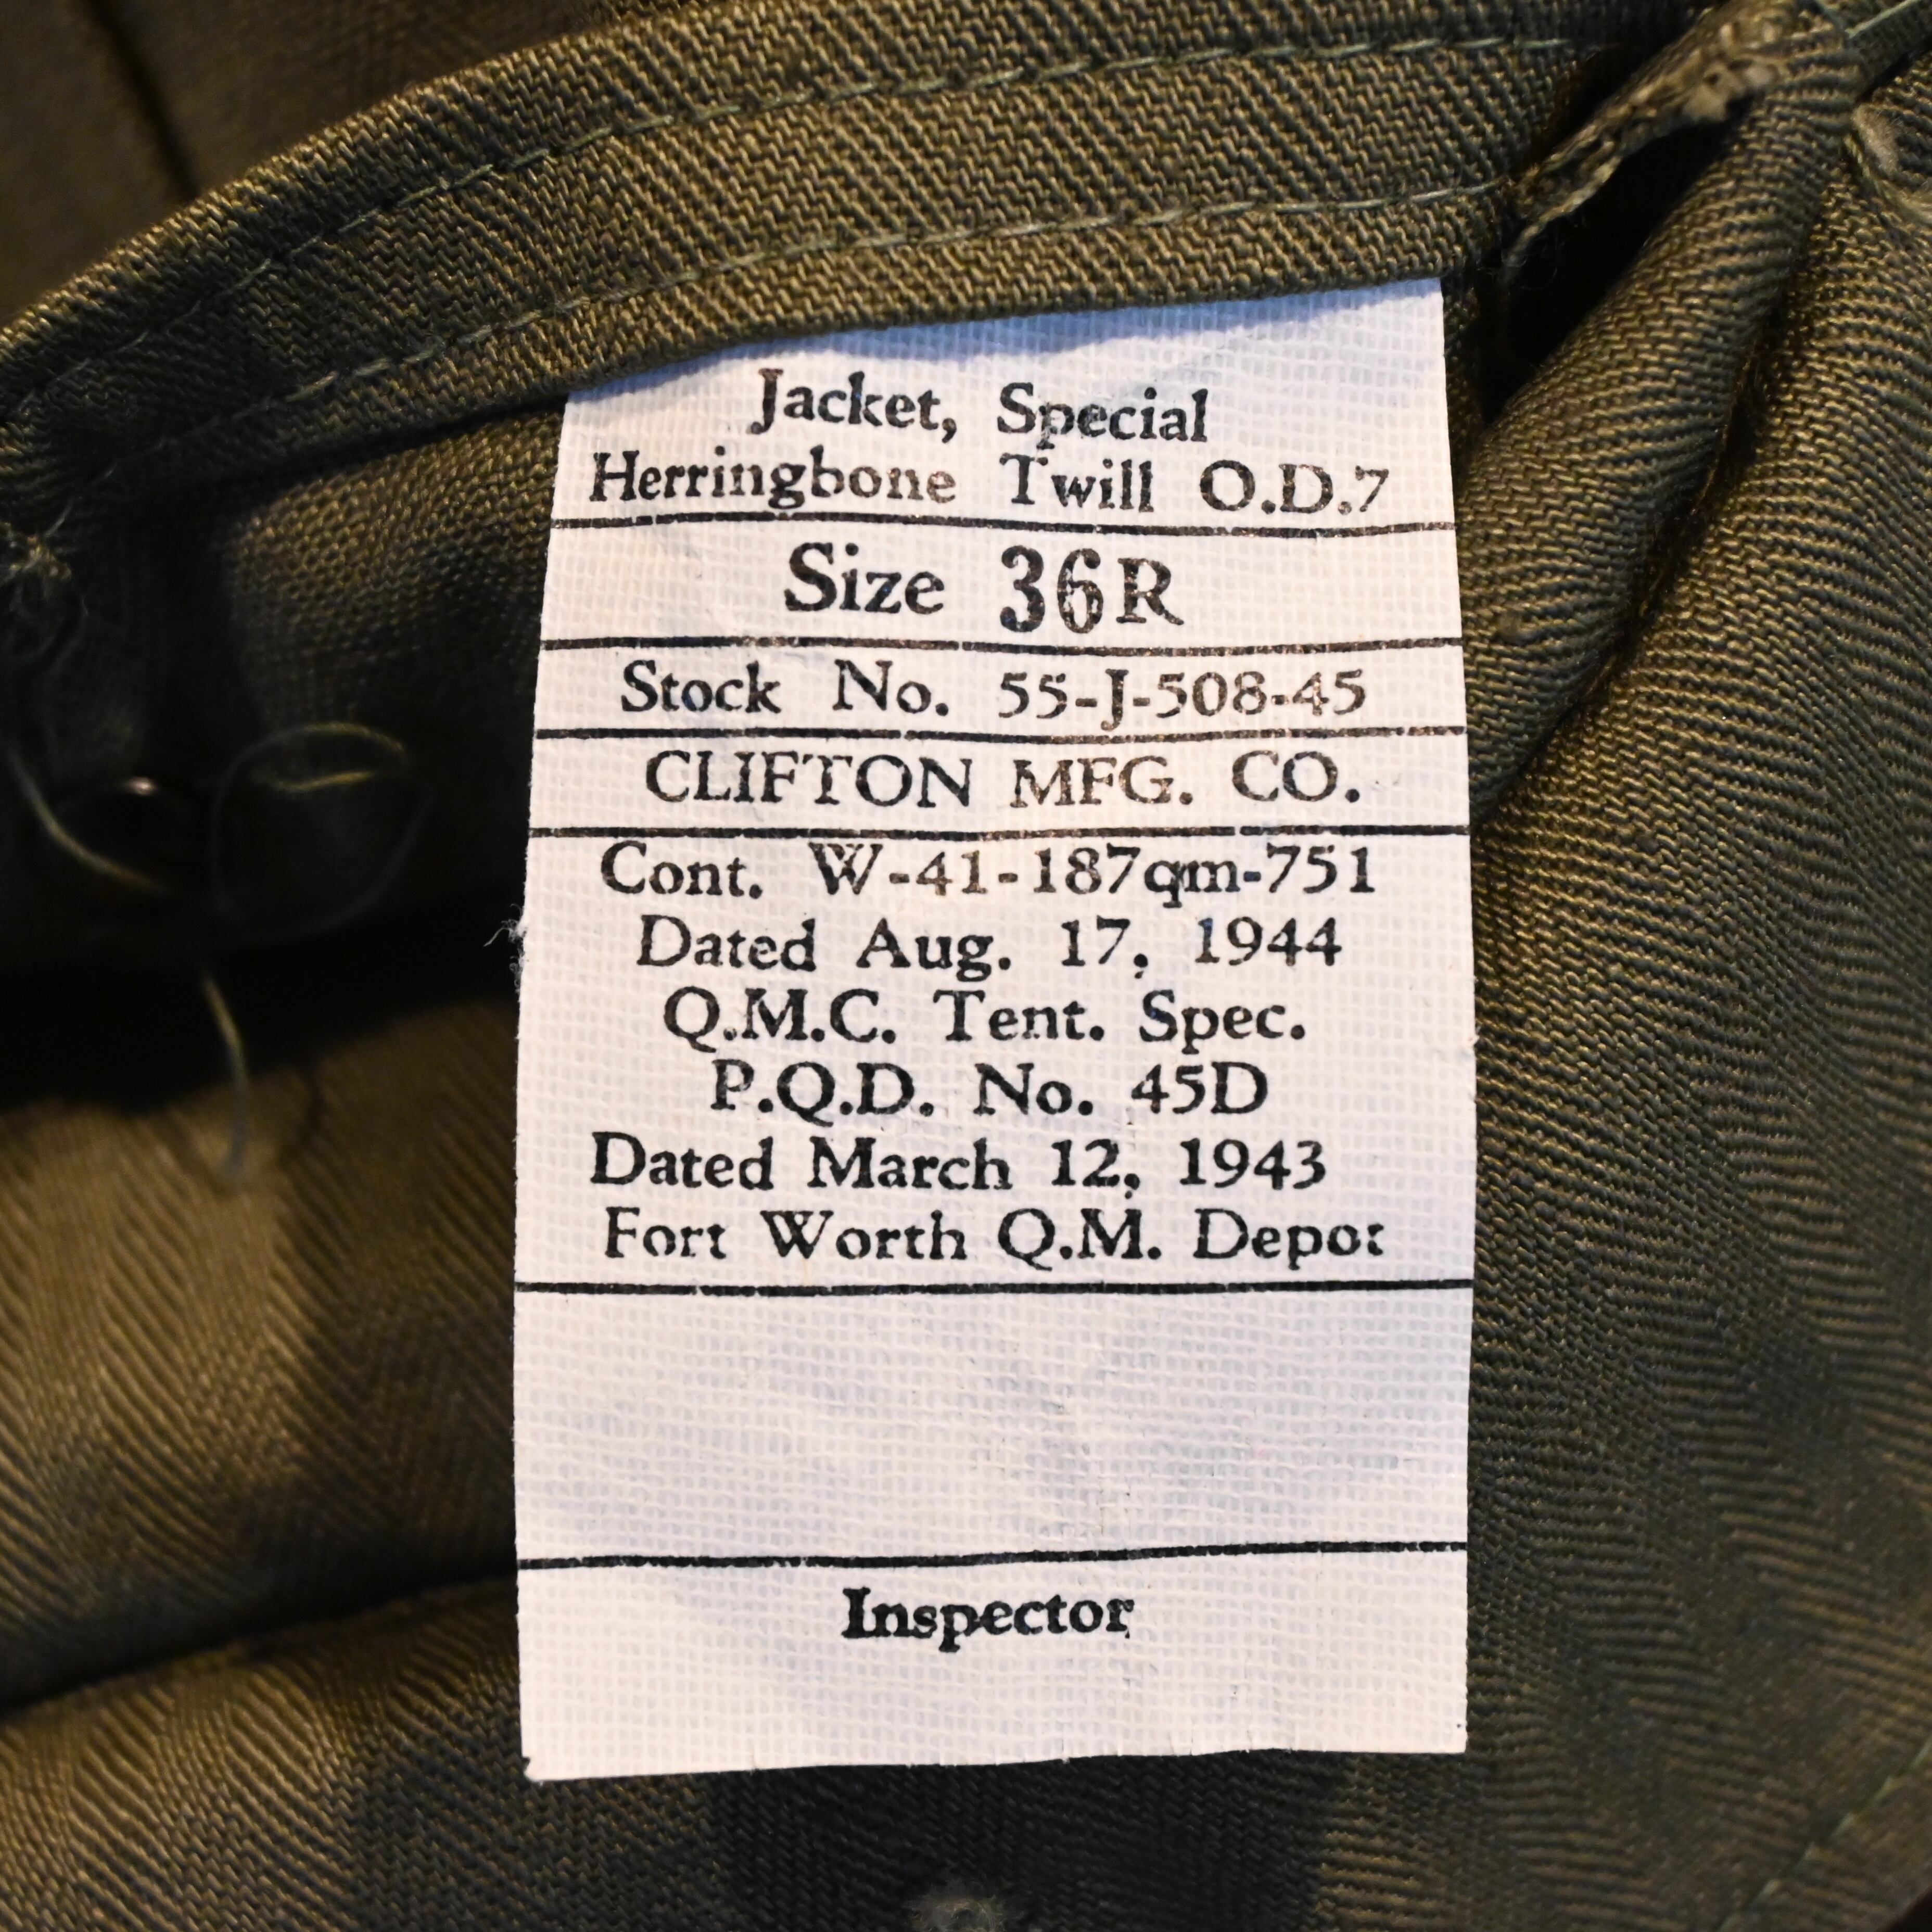 Jacket, Special
Herringbone Twill O.D.7
Size 36R
Stock No. 55-J-508-45
CLIFTON MFG. CO.
Cont. W-41-187qm-751
Dated Aug. 17, 1944
Q.M.C. Tent. Spec.
P.Q.D. No. 45D
Dated March 12, 1943
Fort Worth Q.M. Depot
Inspector